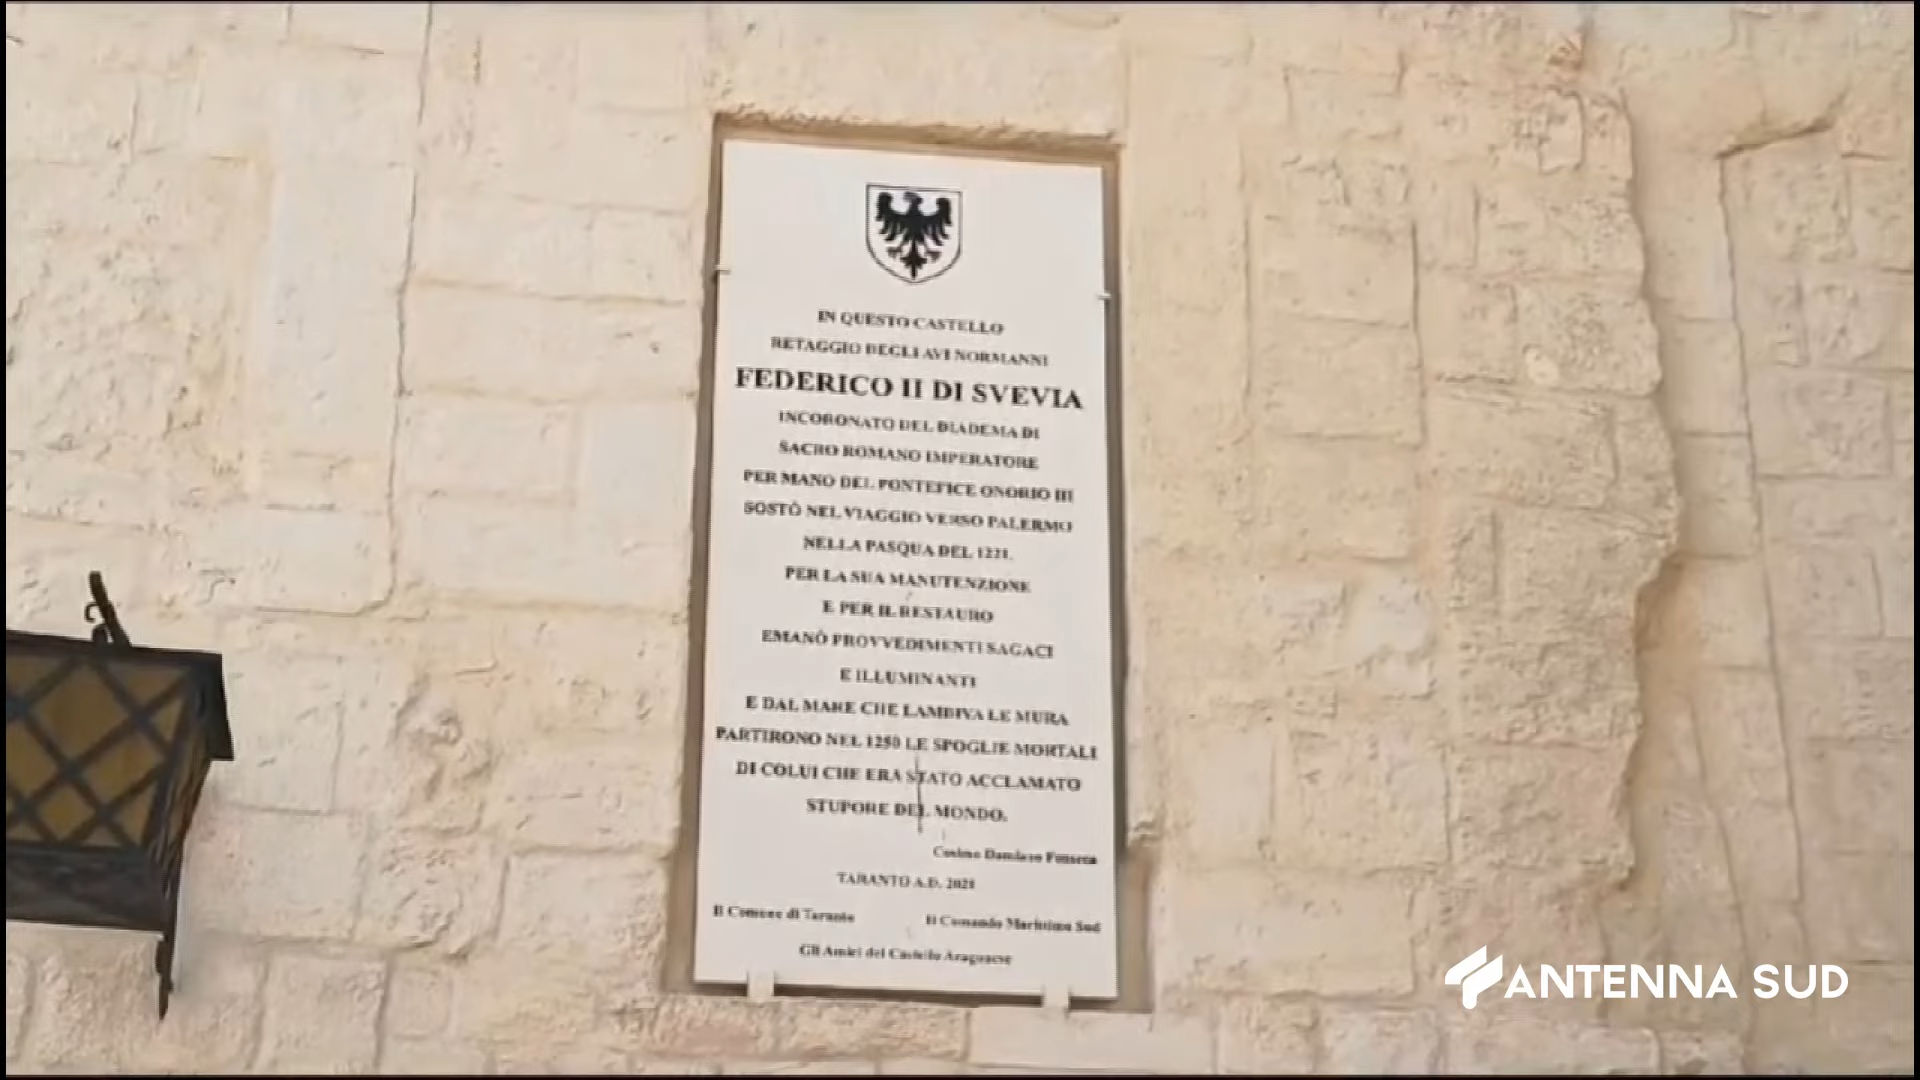 IN QUESTO CASTELLO
RETAGGIO DEGLI AVI NORMANNI
FEDERICO II DI SVEVIA
INCORONATO DEL DIADEMA DI
SACRO ROMANO IMPERATORE
PER MANO DEL PONTEFICE ONORIO III
SOSTÒ NEL VIAGGIO VERSO PALERMO
NELLA PASQUA DEL 1221.
PER LA SUA MANUTENZIONE
E PER IL RESTAURO
EMANÒ PROVVEDIMENTI SAGACI
E ILLUMINANTI
E DAL MARE CHE LAMBIVA LE MURA
PARTIRONO NEL 1250 LE SPOGLIE MORTALI
DI COLUI CHE ERA STATO ACCLAMATO
STUPORE DEL MONDO.
Cosimo Damiano Fonseca
TARANTO A.D. 2021
Il Comune di Taranto
Il Comando Marittimo Sud
Gli Amici del Castello Aragonese
ANTENNA SUD